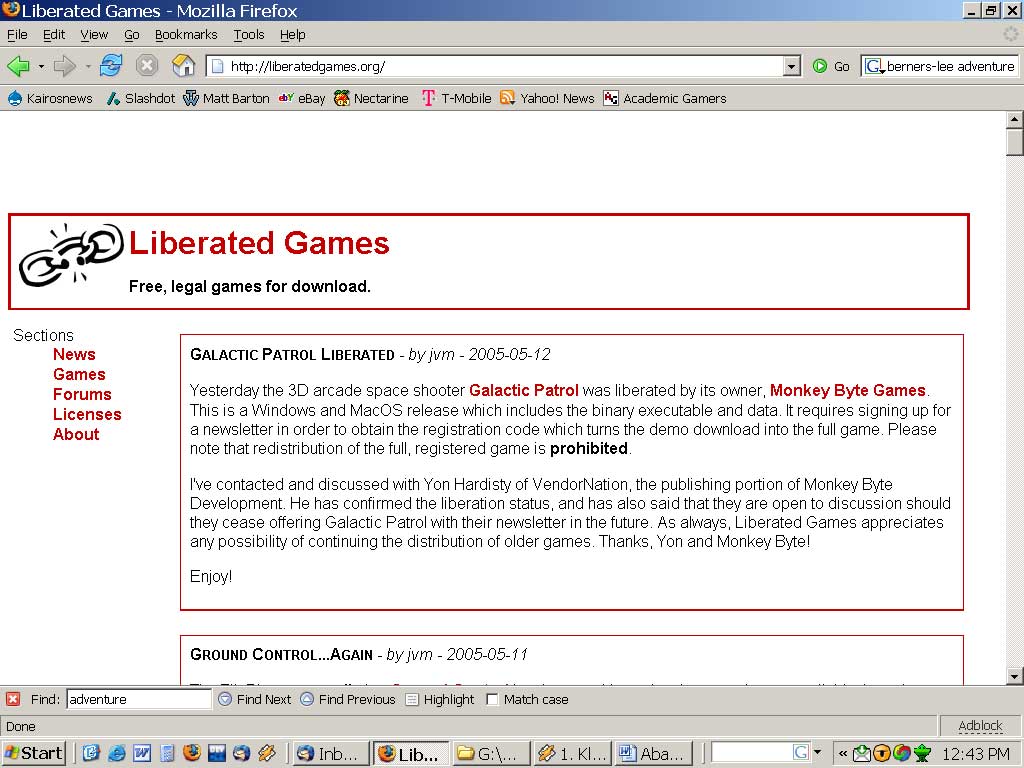 Liberated Games - Mozilla Firefox
File Edit View Go Bookmarks Tools Help
http://liberatedgames.org/ Go G berners-lee adventure
Kairosnews Slashdot Matt Barton eBay Nectarine T-Mobile Yahoo! News Academic Gamers
Liberated Games
Free, legal games for download.
Sections
News
Games
Forums
Licenses
About
GALACTIC PATROL LIBERATED - by jvm - 2005-05-12
Yesterday the 3D arcade space shooter Galactic Patrol was liberated by its owner, Monkey Byte Games.
This is a Windows and MacOS release which includes the binary executable and data. It requires signing up for
a newsletter in order to obtain the registration code which turns the demo download into the full game. Please
note that redistribution of the full, registered game is prohibited.
I've contacted and discussed with Yon Hardisty of VendorNation, the publishing portion of Monkey Byte
Development. He has confirmed the liberation status, and has also said that they are open to discussion should
they cease offering Galactic Patrol with their newsletter in the future. As always, Liberated Games appreciates
any possibility of continuing the distribution of older games. Thanks, Yon and Monkey Byte!
Enjoy!
GROUND CONTROL...AGAIN - by jvm - 2005-05-11
Find: adventure Find Next Find Previous Highlight Match case
Done Adblock
Start Inb... Lib... G:\... 1. Kl... Aba... G « 12:43 PM